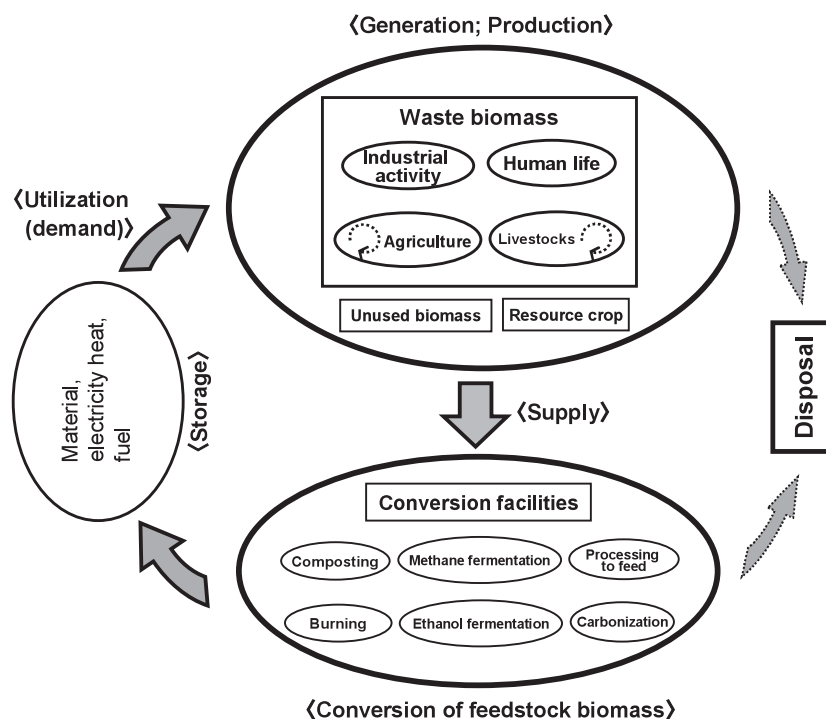 〈Generation; Production〉
Waste biomass
Industrial
activity
Human life
〈Utilization
(demand)〉
Agriculture
Livestocks
Unused biomass
Resource crop
Material,
electricity heat,
fuel
〈Storage〉
Disposal
〈Supply〉
Conversion facilities
Composting
Methane fermentation
Processing
to feed
Burning
Ethanol fermentation
Carbonization
〈Conversion of feedstock biomass〉